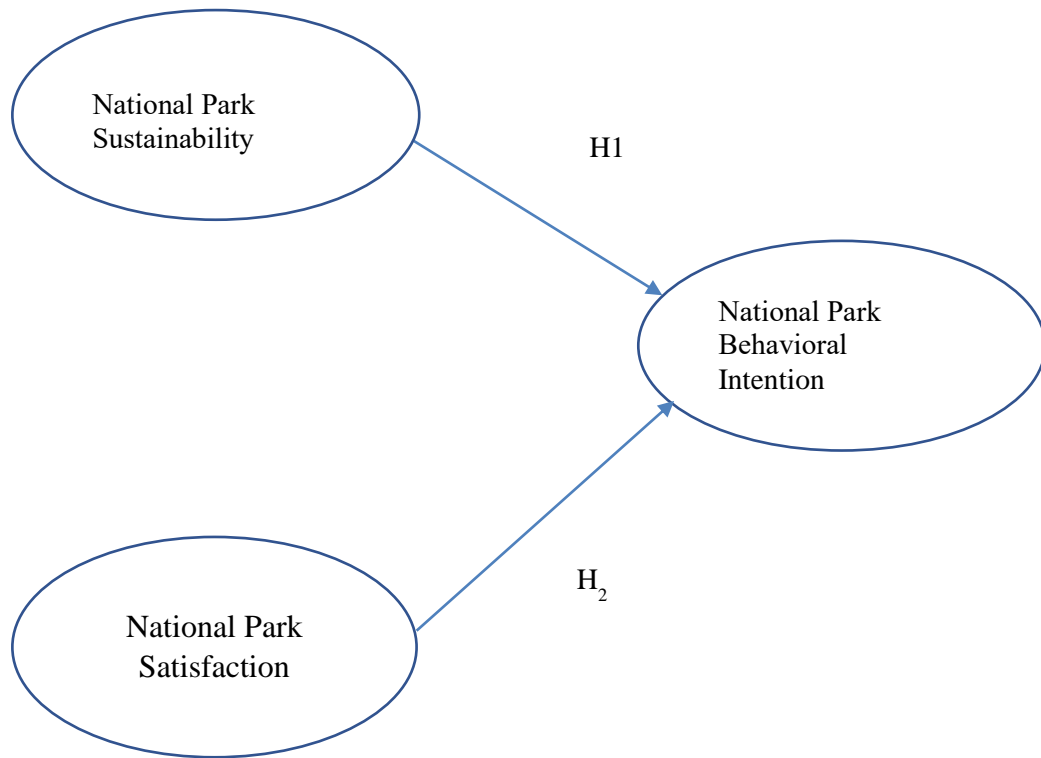 National Park
Sustainability
H1
National Park
Behavioral
Intention
H₂
National Park
Satisfaction